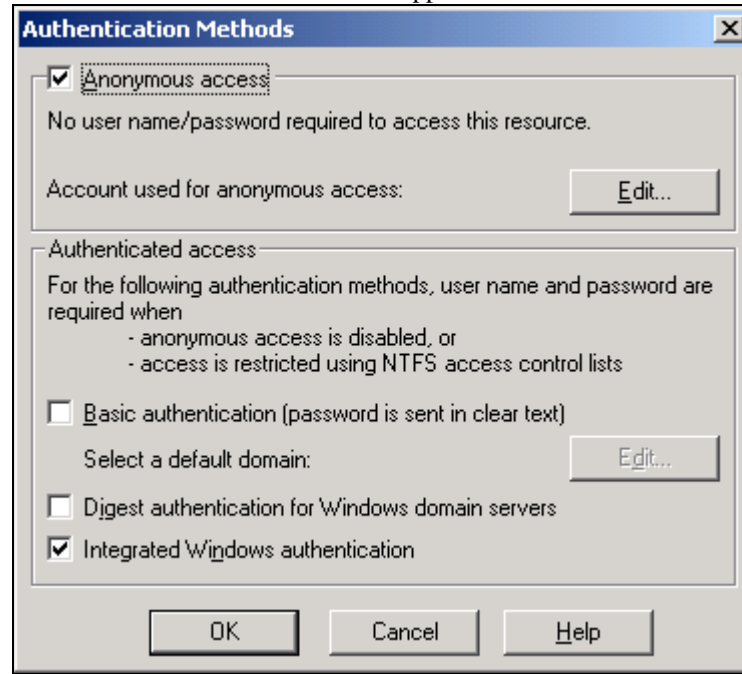 Authentication Methods
Anonymous access
No user name/password required to access this resource.
Account used for anonymous access:
Edit...
Authenticated access
For the following authentication methods, user name and password are
required when
- anonymous access is disabled, or
- access is restricted using NTFS access control lists
Basic authentication (password is sent in clear text)
Select a default domain:
Edit...
Digest authentication for Windows domain servers
Integrated Windows authentication
OK
Cancel
Help